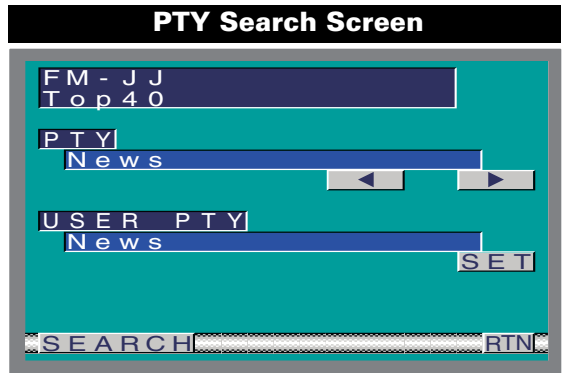 PTY Search Screen
FM-JJ
Top40
PTY
News
◀ ▶
USER PTY
News
SET
SEARCH RTN